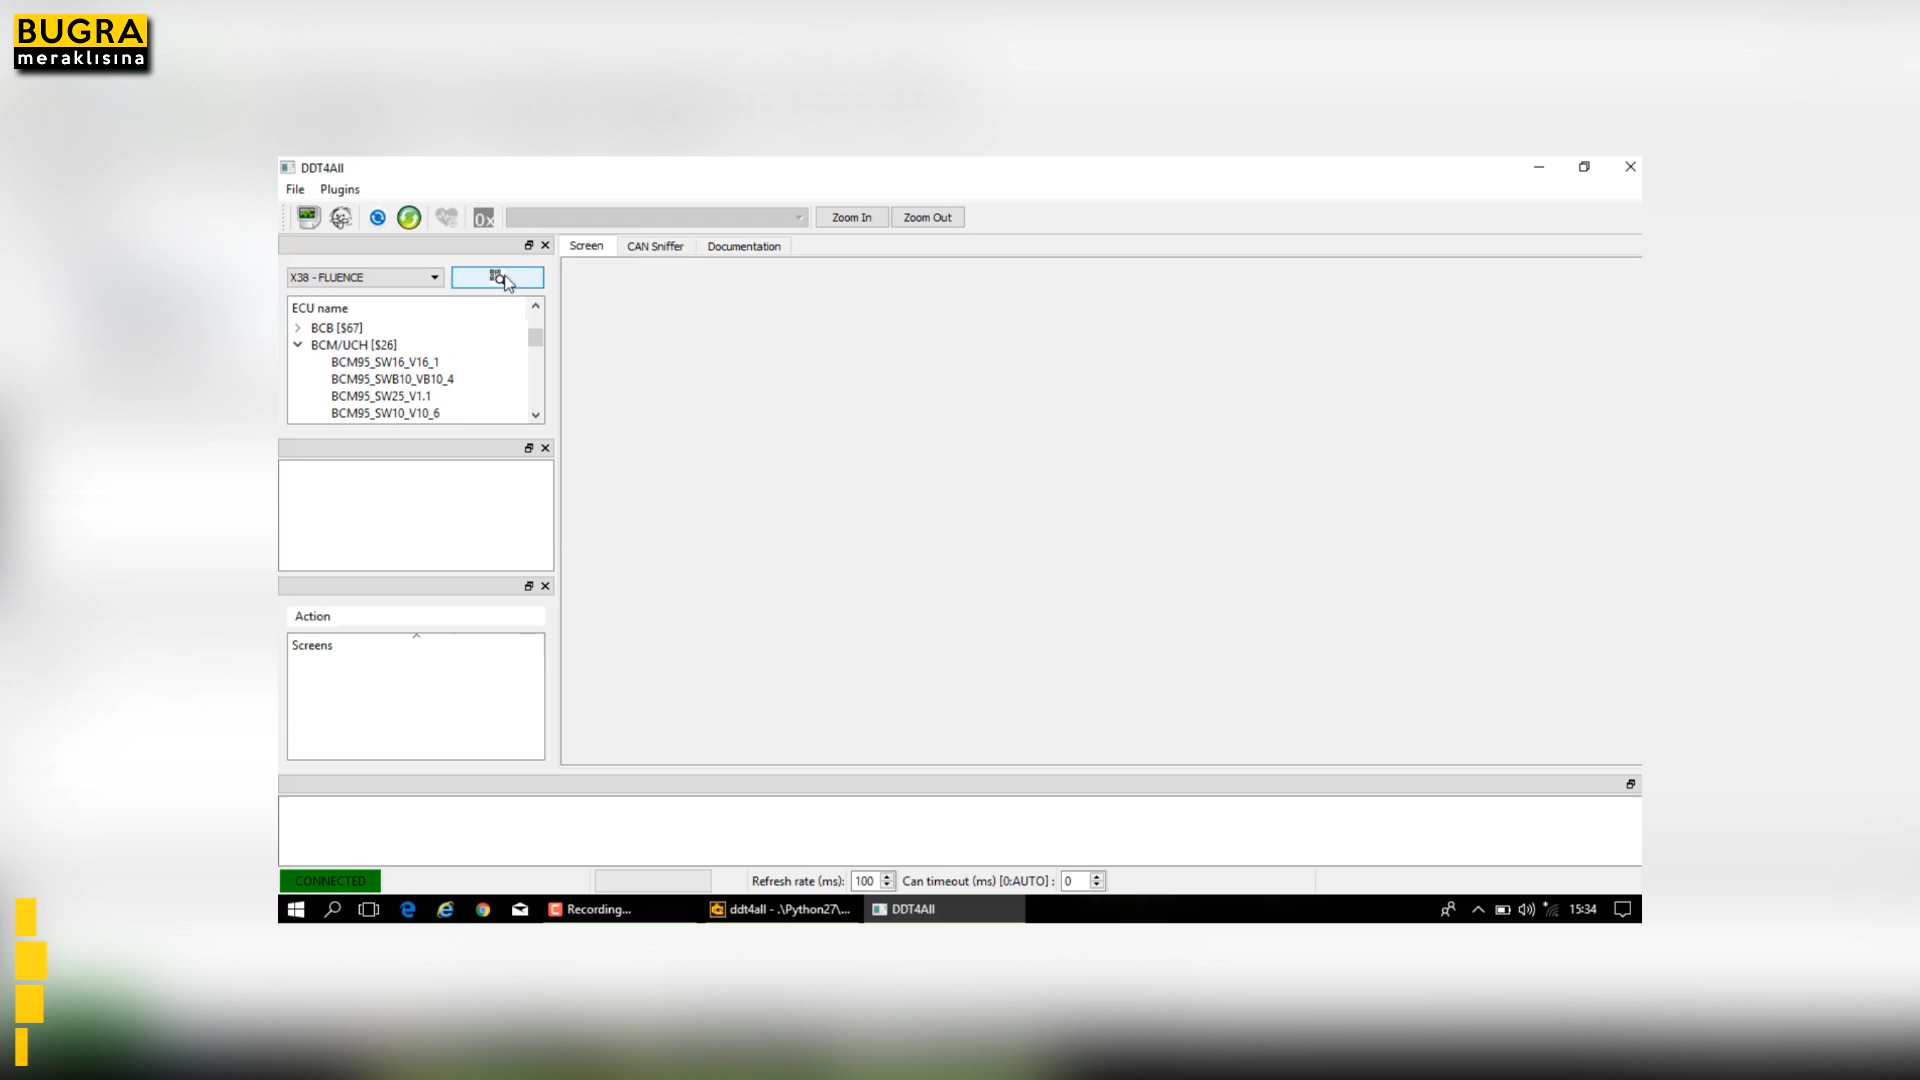 BUGRA
meraklısına
DDT4All
File Plugins
0x
Zoom In Zoom Out
Screen CAN Sniffer Documentation
X38 - FLUENCE
ECU name
BCB [$67]
BCM/UCH [$26]
BCM95_SW16_V16_1
BCM95_SWB10_VB10_4
BCM95_SW25_V1.1
BCM95_SW10_V10_6
Action
Screens
CONNECTED Refresh rate (ms): 100 Can timeout (ms) [0:AUTO] : 0
Recording... ddt4all - .\Python27\... DDT4All 15:34